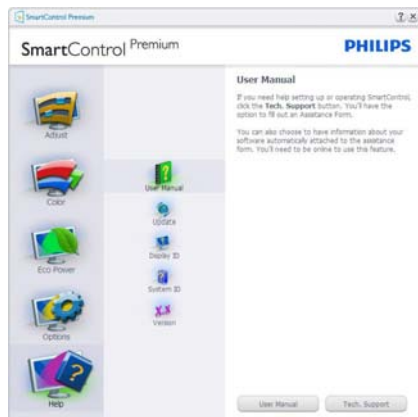 SmartControl Premium
SmartControl Premium
PHILIPS
Adjust
Color
Eco Power
Options
Help
User Manual
Update
Display ID
System ID
Version
User Manual
If you need help setting up or operating SmartControl,
click the Tech. Support button. You'll have the
option to fill out an Assistance Form.
You can also choose to have information about your
software automatically attached to the assistance
form. You'll need to be online to use this feature.
User Manual
Tech. Support